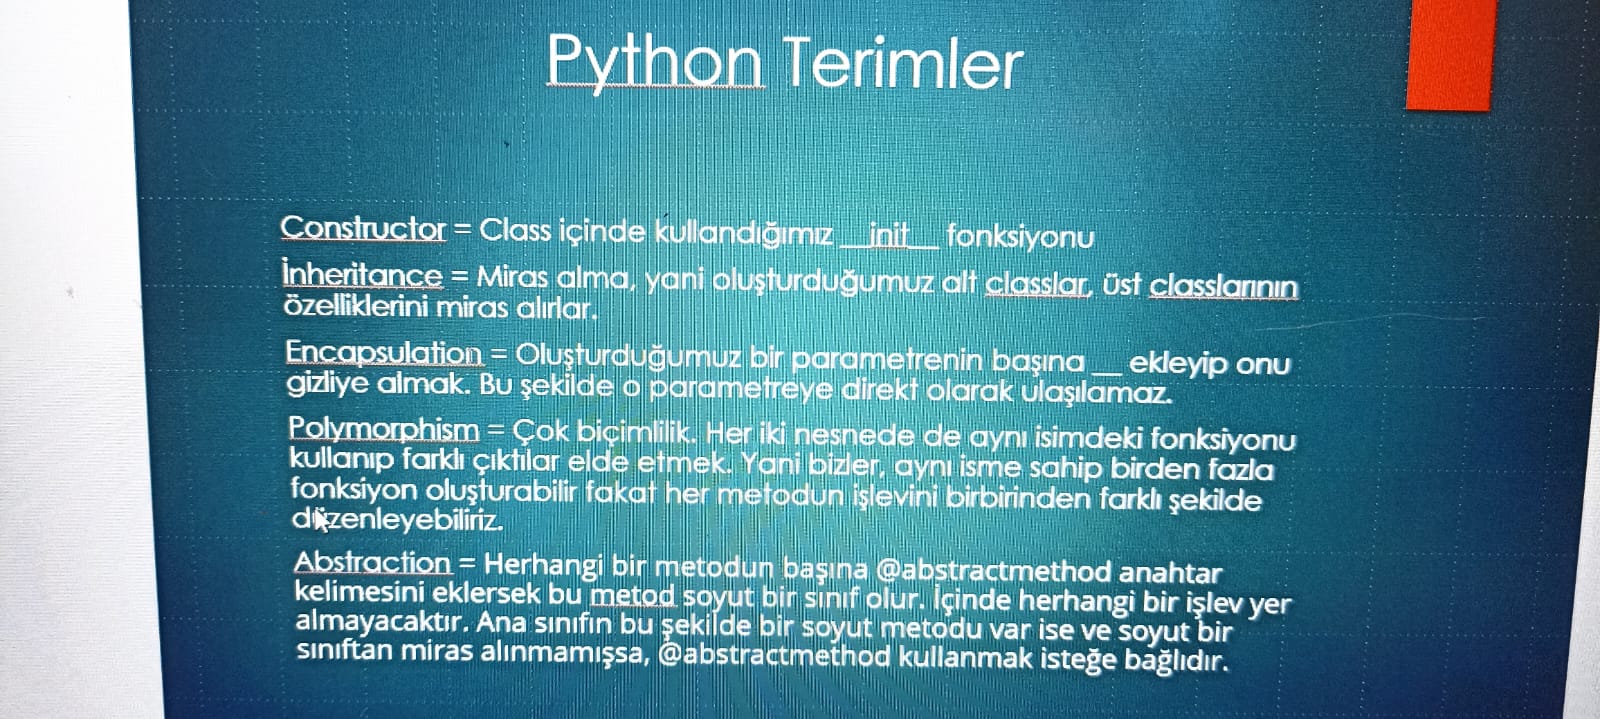 Python Terimler
Constructor = Class içinde kullandığımız __init__ fonksiyonu
İnheritance = Miras alma, yani oluşturduğumuz alt classlar, üst classlarının
özelliklerini miras alırlar.
Encapsulation = Oluşturduğumuz bir parametrenin başına __ ekleyip onu
gizliye almak. Bu şekilde o parametreye direkt olarak ulaşılamaz.
Polymorphism = Çok biçimlilik. Her iki nesnede de aynı isimdeki fonksiyonu
kullanıp farklı çıktılar elde etmek. Yani bizler, aynı isme sahip birden fazla
fonksiyon oluşturabilir fakat her metodun işlevini birbirinden farklı şekilde
düzenleyebiliriz.
Abstraction = Herhangi bir metodun başına @abstractmethod anahtar
kelimesini eklersek bu metod soyut bir sınıf olur. İçinde herhangi bir işlev yer
almayacaktır. Ana sınıfın bu şekilde bir soyut metodu var ise ve soyut bir
sınıftan miras alınmamışsa, @abstractmethod kullanmak isteğe bağlıdır.